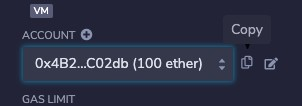 VM
Copy
ACCOUNT
0x4B2...C02db (100 ether)
GAS LIMIT